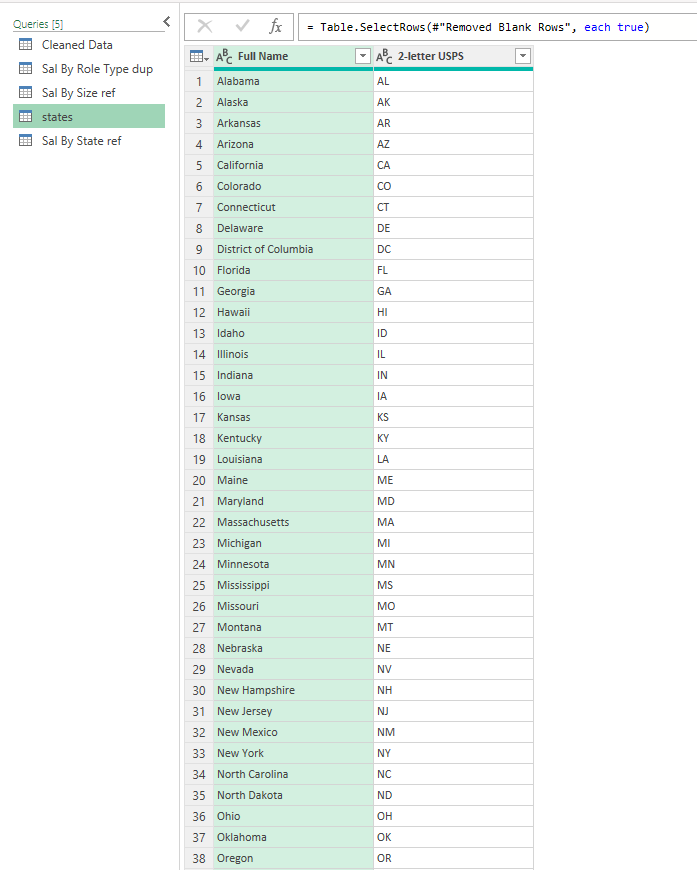 Queries [5]
Cleaned Data
Sal By Role Type dup
Sal By Size ref
states
Sal By State ref
fx = Table.SelectRows(#"Removed Blank Rows", each true)
ABC Full Name ABC 2-letter USPS
1 Alabama AL
2 Alaska AK
3 Arkansas AR
4 Arizona AZ
5 California CA
6 Colorado CO
7 Connecticut CT
8 Delaware DE
9 District of Columbia DC
10 Florida FL
11 Georgia GA
12 Hawaii HI
13 Idaho ID
14 Illinois IL
15 Indiana IN
16 Iowa IA
17 Kansas KS
18 Kentucky KY
19 Louisiana LA
20 Maine ME
21 Maryland MD
22 Massachusetts MA
23 Michigan MI
24 Minnesota MN
25 Mississippi MS
26 Missouri MO
27 Montana MT
28 Nebraska NE
29 Nevada NV
30 New Hampshire NH
31 New Jersey NJ
32 New Mexico NM
33 New York NY
34 North Carolina NC
35 North Dakota ND
36 Ohio OH
37 Oklahoma OK
38 Oregon OR